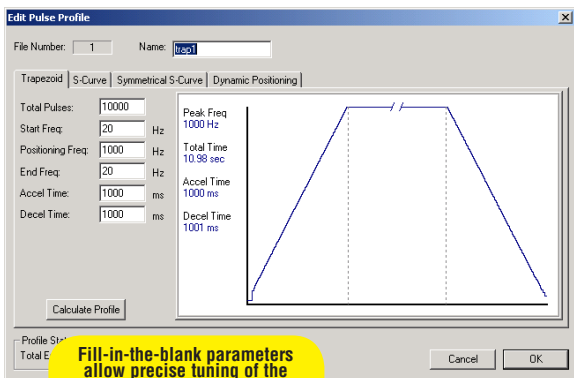 Edit Pulse Profile
File Number: 1 Name: trap1
Trapezoid S-Curve Symmetrical S-Curve Dynamic Positioning
Total Pulses: 10000
Start Freq: 20 Hz
Positioning Freq: 1000 Hz
End Freq: 20 Hz
Accel Time: 1000 ms
Decel Time: 1000 ms
Calculate Profile
Peak Freq
1000 Hz
Total Time
10.98 sec
Accel Time
1000 ms
Decel Time
1001 ms
Profile
Total
Cancel OK
Fill-in-the-blank parameters
allow precise tuning of the